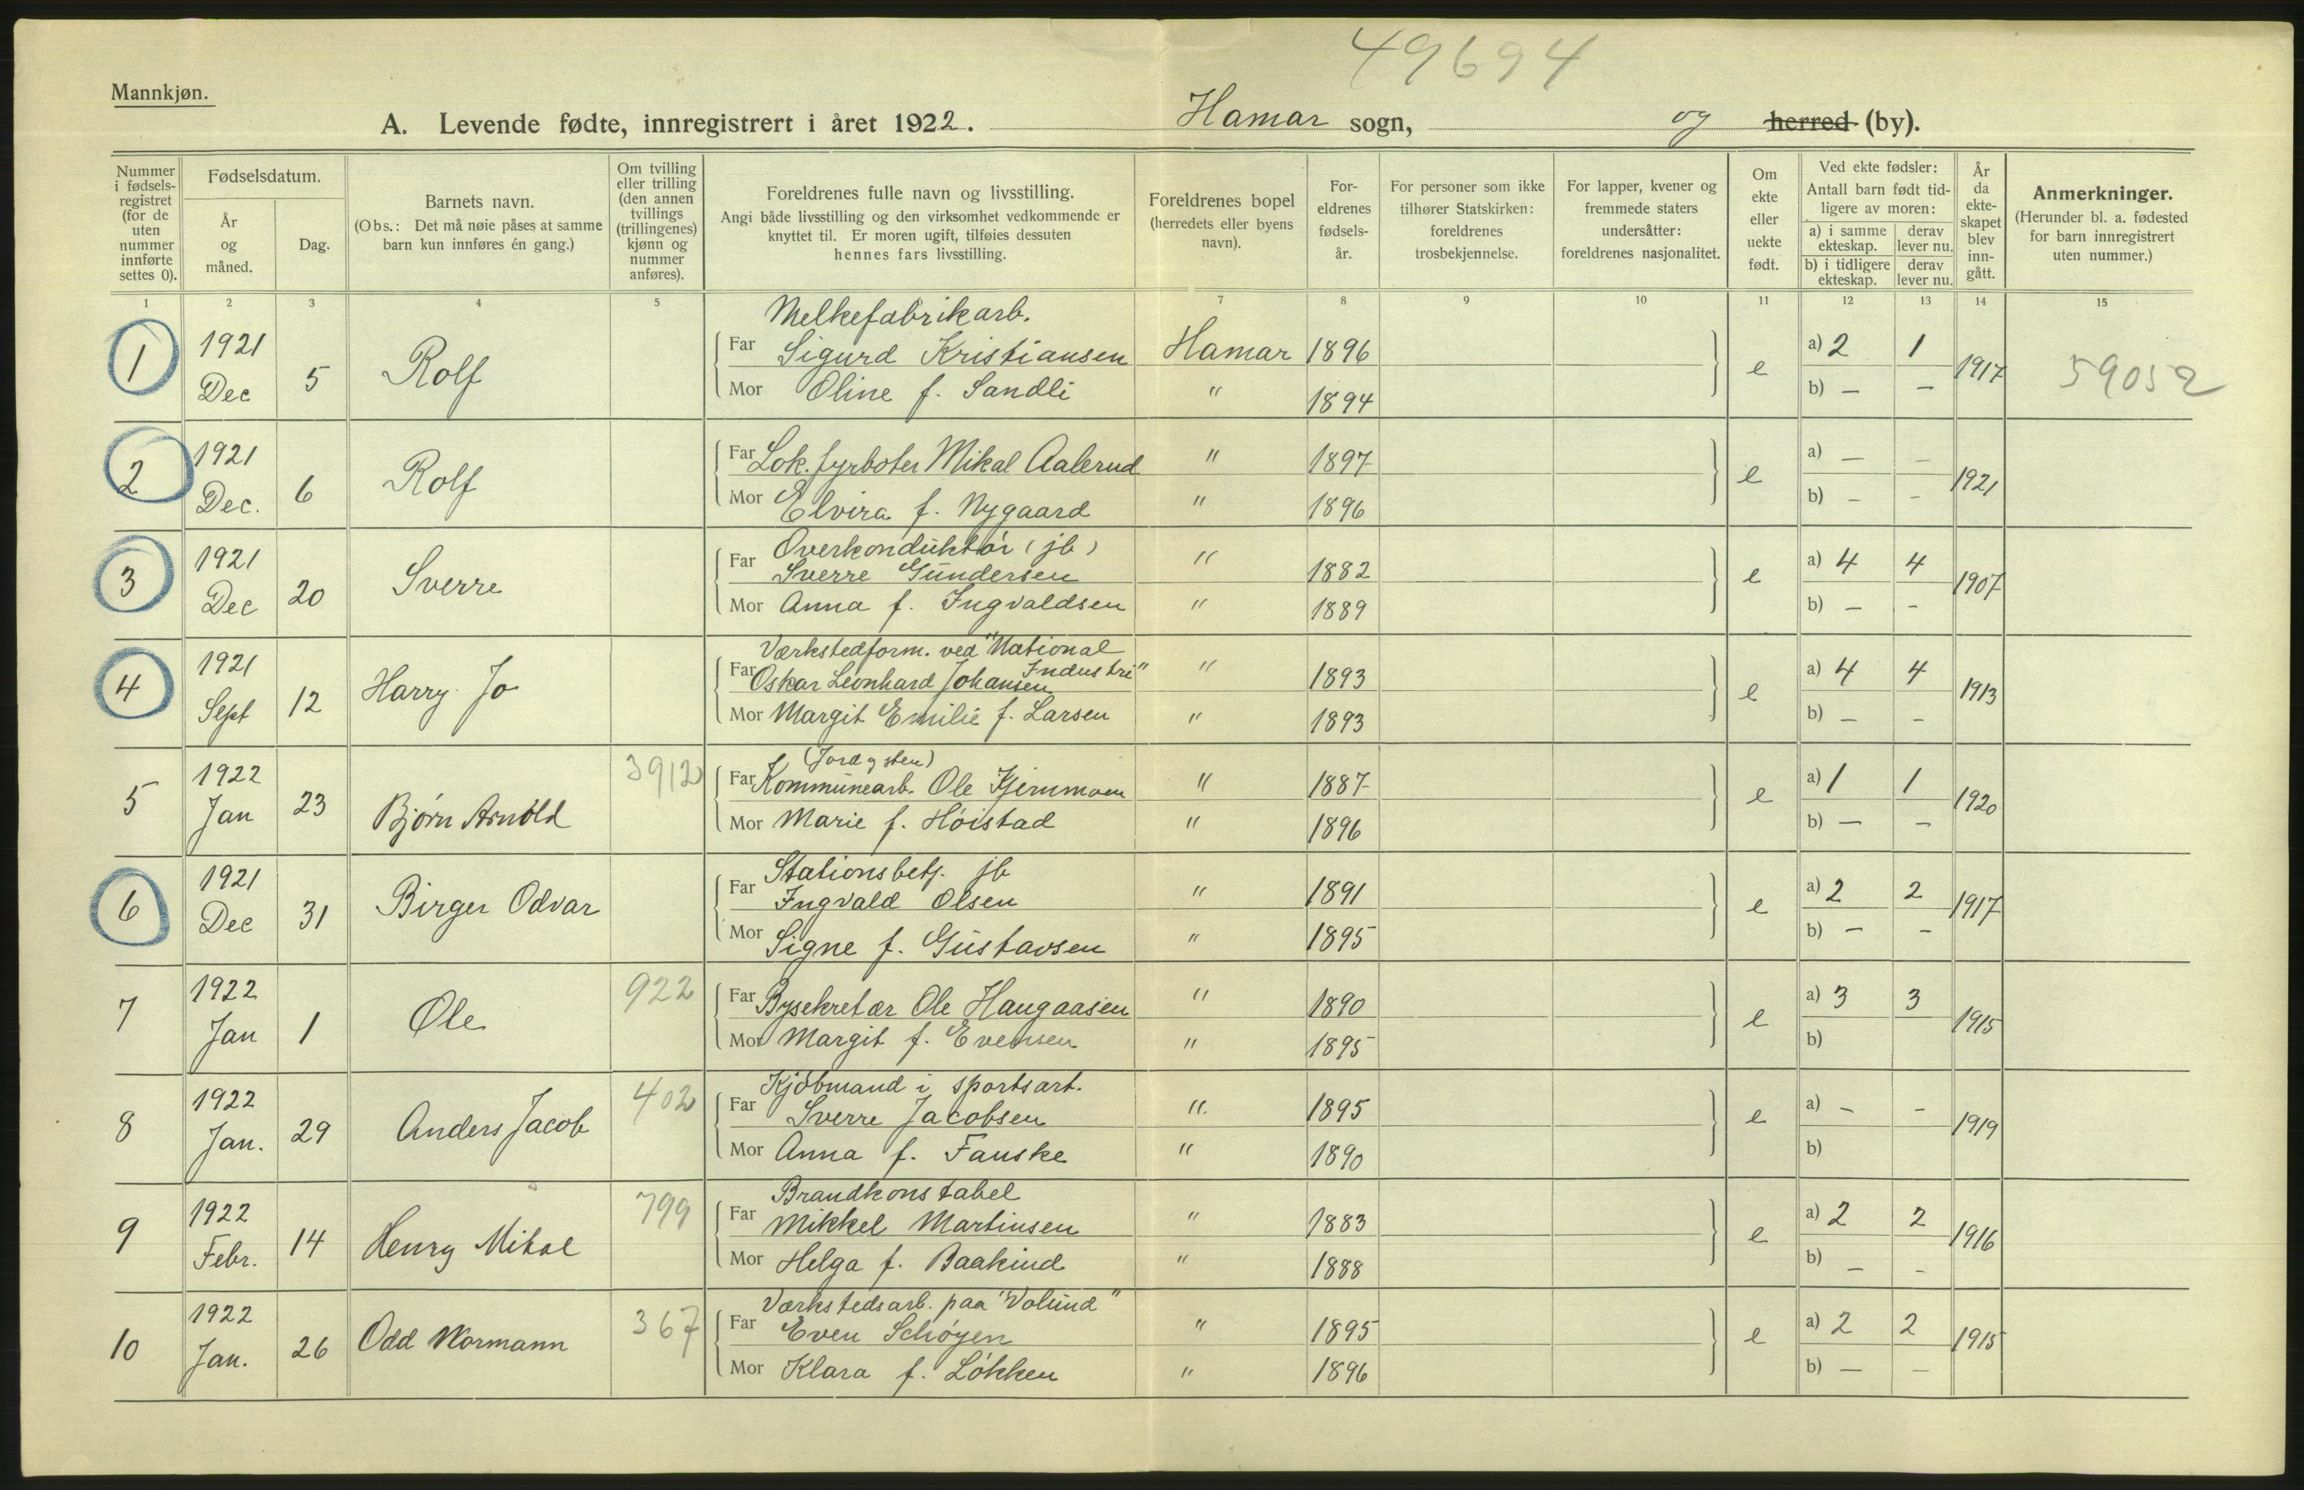 49694
Mannkjøn.
A. Levende fødte, innregistrert i året 1922. Hamar sogn, og herred (by).
Nummer i fødsels-registret (for de uten nummer innførte settes 0).
Fødselsdatum.
År og måned.
Dag.
Barnets navn.
(Obs.: Det må nøie påses at samme barn kun innføres én gang.)
Om tvilling eller trilling (den annen tvillings (trillingenes) kjønn og nummer anføres).
Foreldrenes fulle navn og livsstilling.
Angi både livsstilling og den virksomhet vedkommende er knyttet til. Er moren ugift, tilføies dessuten hennes fars livsstilling.
Foreldrenes bopel (herredets eller byens navn).
For-eldrenes fødsels-år.
For personer som ikke tilhører Statskirken: foreldrenes trosbekjennelse.
For lapper, kvener og fremmede staters undersåtter: foreldrenes nasjonalitet.
Om ekte eller uekte født.
Ved ekte fødsler:
Antall barn født tid-ligere av moren:
a) i samme ekteskap. derav lever nu.
b) i tidligere ekteskap. derav lever nu.
År da ekte-skapet blev inn-gått.
Anmerkninger.
(Herunder bl. a. fødested for barn innregistrert uten nummer.)
1 2 3 4 5 7 8 9 10 11 12 13 14 15
Melkefabrikarb.
1 1921 Dec 5 Rolf Far Sigurd Kristiansen Hamar 1896 e a) 2 1 1917 59052
Mor Oline f. Sandli " 1894 b) — —
2 1921 Dec. 6 Rolf Far Lok. fyrbøter Mikal Aalerud " 1897 e a) — — 1921
Mor Elvira f. Nygaard " 1896 b) — —
Overkonduktør (jb)
3 1921 Dec 20 Sverre Far Sverre Gundersen " 1882 e a) 4 4 1907
Mor Anna f. Ingvaldsen " 1889 b) — —
Værkstedform. ved "National Industri"
4 1921 Sept 12 Harry Jo Far Oskar Leonhard Johansen " 1893 e a) 4 4 1913
Mor Margit Emilie f. Larsen " 1893 b) — —
5 1922 Jan 23 Bjørn Arnold 3912 Far Kommunearb. Ole " 1887 e a) 1 1 1920
Mor Marie f. Høistad " 1896 b) — —
Stationsbetj. jb
6 1921 Dec 31 Birger Odvar Far Ingvald Olsen " 1891 e a) 2 2 1917
Mor Signe f. Gustavsen " 1895 b) — —
7 1922 Jan 1 Ole 922 Far Bysekretær Ole Haugaasen " 1890 e a) 3 3 1915
Mor Margit f. Evensen " 1895 b)
Kjøbmand i sportsart.
8 1922 Jan. 29 Anders Jacob 402 Far Sverre Jacobsen " 1895 e a) — — 1919
Mor Anna f. Fauske " 1890 b)
Brandkonstabel
9 1922 Febr. 14 Henry Mikal 799 Far Mikkel Martinsen " 1883 e a) 2 2 1916
Mor Helga f. Baakind " 1888 b) — —
Værkstedsarb. paa "Volund"
10 1922 Jan. 26 Odd Normann 367 Far Even Schøyen " 1895 e a) 2 2 1915
Mor Klara f. Løkken " 1896 b) — —